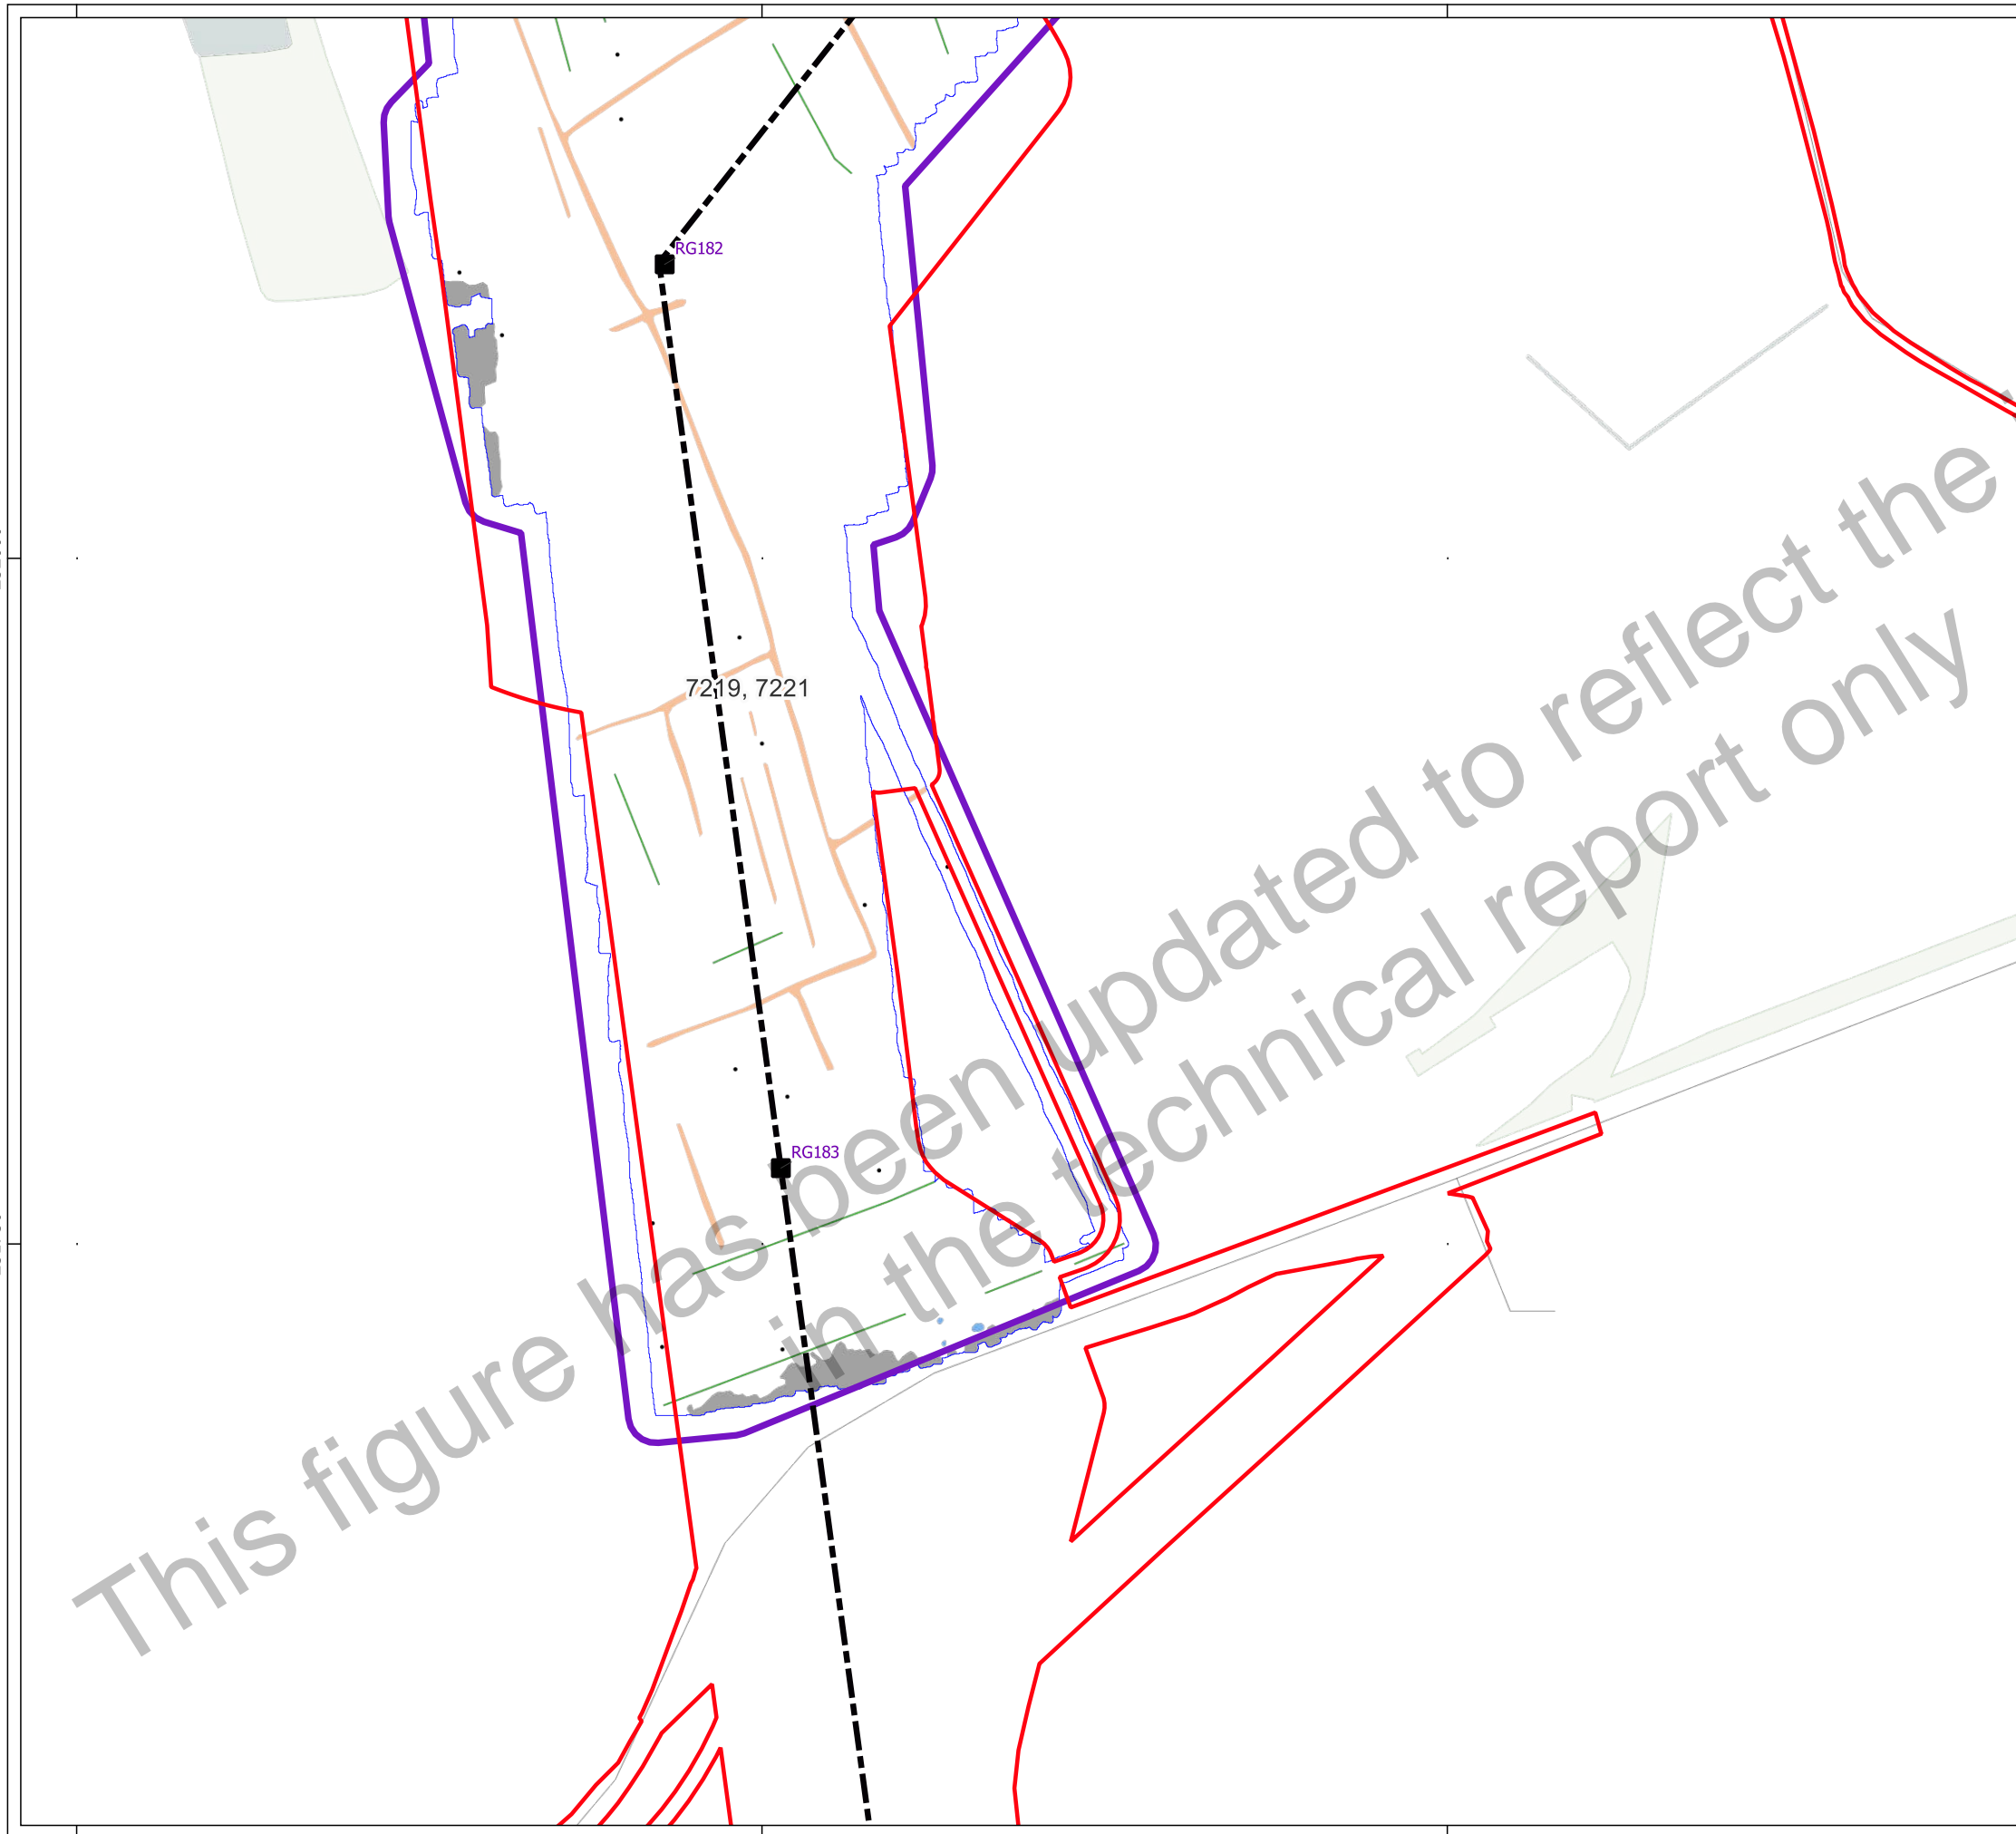 RG182
7219, 7221
RG183
This figure has been updated to reflect the
in the technical report only